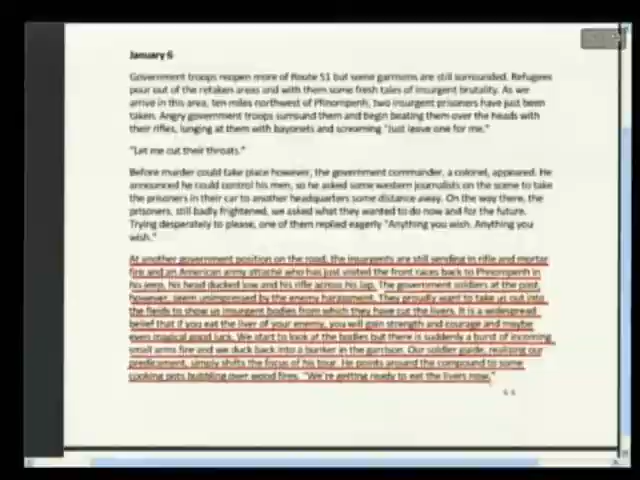 January 6
Government troops reopen more of Route 51 but some garrisons are still surrounded. Refugees
pour out of the retaken areas and with them some fresh tales of insurgent brutality. As we
arrive in this area, ten miles northwest of Phnompenh, two insurgent prisoners have just been
taken. Angry government troops surround them and begin beating them over the heads with
their rifles, lunging at them with bayonets and screaming "Just leave one for me."
"Let me cut their throats."
Before murder could take place however, the government commander, a colonel, appeared. He
announced he could control his men, so he asked some western journalists on the scene to take
the prisoners in their car to another headquarters some distance away. On the way there, the
prisoners, still badly frightened, we asked what they wanted to do now and for the future.
Trying desperately to please, one of them replied eagerly "Anything you wish. Anything you
wish."
At another government position on the road, the insurgents are still sending in rifle and mortar
fire and an American army attaché who has just visited the front races back to Phnompenh in
his jeep, his head ducked low and his rifle across his lap. The government soldiers at the post,
however, seem unimpressed by the enemy harassment. They proudly want to take us out into
the fields to show us insurgent bodies from which they have cut the livers. It is a widespread
belief that if you eat the liver of your enemy, you will gain strength and courage and maybe
even magical good luck. We start to look at the bodies but there is suddenly a burst of incoming
small arms fire and we duck back into a bunker in the garrison. Our soldier guide, realizing our
predicament, simply shifts the focus of his tour. He points around the compound to some
cooking pots bubbling over wood fires. "We're getting ready to eat the livers now."